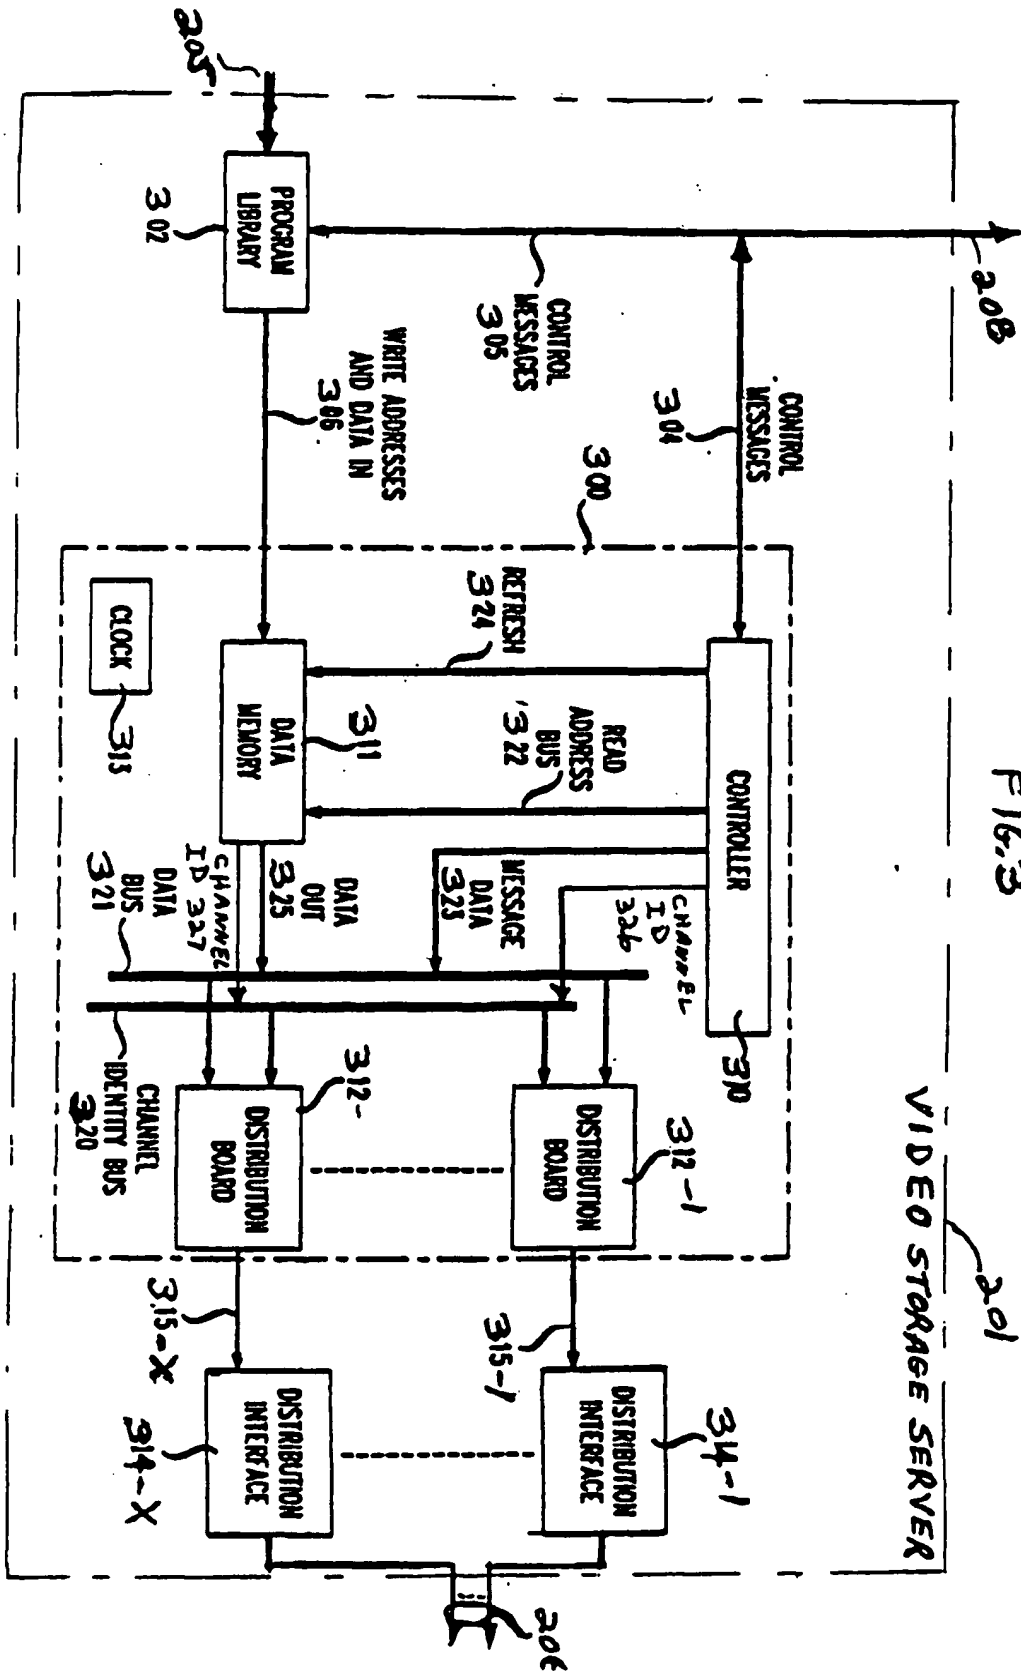 FIG.3
VIDEO STORAGE SERVER
201
208
205
PROGRAM
LIBRARY
302
CONTROL
MESSAGES
305
CONTROL
MESSAGES
304
WRITE ADDRESSES
AND DATA IN
306
300
CONTROLLER
310
REFRESH
324
READ
ADDRESS
BUS
322
MESSAGE
DATA
323
CHANNEL
ID
326
DATA
MEMORY
311
CLOCK
313
DATA
OUT
325
CHANNEL
ID 327
DATA
BUS
321
CHANNEL
IDENTITY BUS
320
DISTRIBUTION
BOARD
312-1
DISTRIBUTION
BOARD
312-
315-1
315-X
DISTRIBUTION
INTERFACE
314-1
DISTRIBUTION
INTERFACE
314-X
206